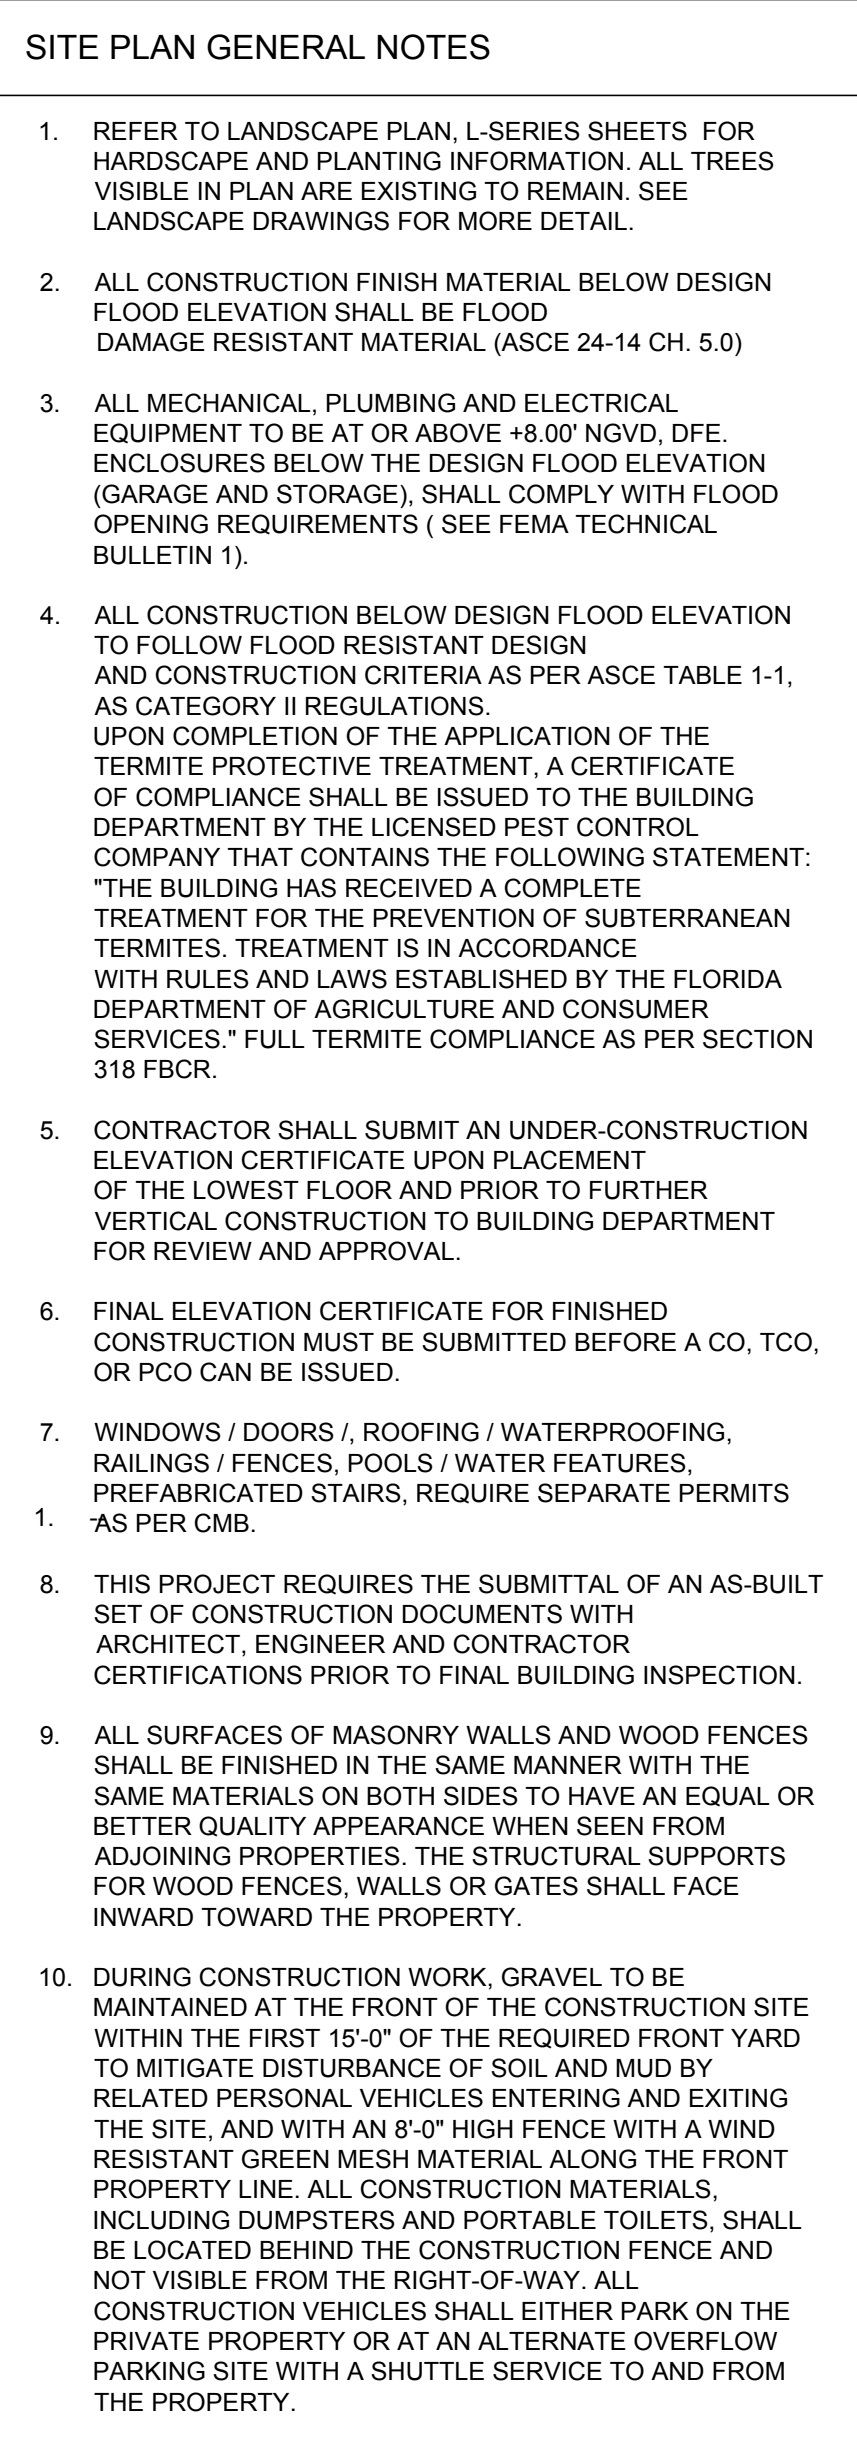 SITE PLAN GENERAL NOTES
1. REFER TO LANDSCAPE PLAN, L-SERIES SHEETS FOR
HARDSCAPE AND PLANTING INFORMATION. ALL TREES
VISIBLE IN PLAN ARE EXISTING TO REMAIN. SEE
LANDSCAPE DRAWINGS FOR MORE DETAIL.
2. ALL CONSTRUCTION FINISH MATERIAL BELOW DESIGN
FLOOD ELEVATION SHALL BE FLOOD
DAMAGE RESISTANT MATERIAL (ASCE 24-14 CH. 5.0)
3. ALL MECHANICAL, PLUMBING AND ELECTRICAL
EQUIPMENT TO BE AT OR ABOVE +8.00' NGVD, DFE.
ENCLOSURES BELOW THE DESIGN FLOOD ELEVATION
(GARAGE AND STORAGE), SHALL COMPLY WITH FLOOD
OPENING REQUIREMENTS ( SEE FEMA TECHNICAL
BULLETIN 1).
4. ALL CONSTRUCTION BELOW DESIGN FLOOD ELEVATION
TO FOLLOW FLOOD RESISTANT DESIGN
AND CONSTRUCTION CRITERIA AS PER ASCE TABLE 1-1,
AS CATEGORY II REGULATIONS.
UPON COMPLETION OF THE APPLICATION OF THE
TERMITE PROTECTIVE TREATMENT, A CERTIFICATE
OF COMPLIANCE SHALL BE ISSUED TO THE BUILDING
DEPARTMENT BY THE LICENSED PEST CONTROL
COMPANY THAT CONTAINS THE FOLLOWING STATEMENT:
"THE BUILDING HAS RECEIVED A COMPLETE
TREATMENT FOR THE PREVENTION OF SUBTERRANEAN
TERMITES. TREATMENT IS IN ACCORDANCE
WITH RULES AND LAWS ESTABLISHED BY THE FLORIDA
DEPARTMENT OF AGRICULTURE AND CONSUMER
SERVICES." FULL TERMITE COMPLIANCE AS PER SECTION
318 FBCR.
5. CONTRACTOR SHALL SUBMIT AN UNDER-CONSTRUCTION
ELEVATION CERTIFICATE UPON PLACEMENT
OF THE LOWEST FLOOR AND PRIOR TO FURTHER
VERTICAL CONSTRUCTION TO BUILDING DEPARTMENT
FOR REVIEW AND APPROVAL.
6. FINAL ELEVATION CERTIFICATE FOR FINISHED
CONSTRUCTION MUST BE SUBMITTED BEFORE A CO, TCO,
OR PCO CAN BE ISSUED.
7. WINDOWS / DOORS /, ROOFING / WATERPROOFING,
RAILINGS / FENCES, POOLS / WATER FEATURES,
PREFABRICATED STAIRS, REQUIRE SEPARATE PERMITS
1. --
AS PER CMB.
8. THIS PROJECT REQUIRES THE SUBMITTAL OF AN AS-BUILT
SET OF CONSTRUCTION DOCUMENTS WITH
ARCHITECT, ENGINEER AND CONTRACTOR
CERTIFICATIONS PRIOR TO FINAL BUILDING INSPECTION.
9. ALL SURFACES OF MASONRY WALLS AND WOOD FENCES
SHALL BE FINISHED IN THE SAME MANNER WITH THE
SAME MATERIALS ON BOTH SIDES TO HAVE AN EQUAL OR
BETTER QUALITY APPEARANCE WHEN SEEN FROM
ADJOINING PROPERTIES. THE STRUCTURAL SUPPORTS
FOR WOOD FENCES, WALLS OR GATES SHALL FACE
INWARD TOWARD THE PROPERTY.
10. DURING CONSTRUCTION WORK, GRAVEL TO BE
MAINTAINED AT THE FRONT OF THE CONSTRUCTION SITE
WITHIN THE FIRST 15'-0" OF THE REQUIRED FRONT YARD
TO MITIGATE DISTURBANCE OF SOIL AND MUD BY
RELATED PERSONAL VEHICLES ENTERING AND EXITING
THE SITE, AND WITH AN 8'-0" HIGH FENCE WITH A WIND
RESISTANT GREEN MESH MATERIAL ALONG THE FRONT
PROPERTY LINE. ALL CONSTRUCTION MATERIALS,
INCLUDING DUMPSTERS AND PORTABLE TOILETS, SHALL
BE LOCATED BEHIND THE CONSTRUCTION FENCE AND
NOT VISIBLE FROM THE RIGHT-OF-WAY. ALL
CONSTRUCTION VEHICLES SHALL EITHER PARK ON THE
PRIVATE PROPERTY OR AT AN ALTERNATE OVERFLOW
PARKING SITE WITH A SHUTTLE SERVICE TO AND FROM
THE PROPERTY.